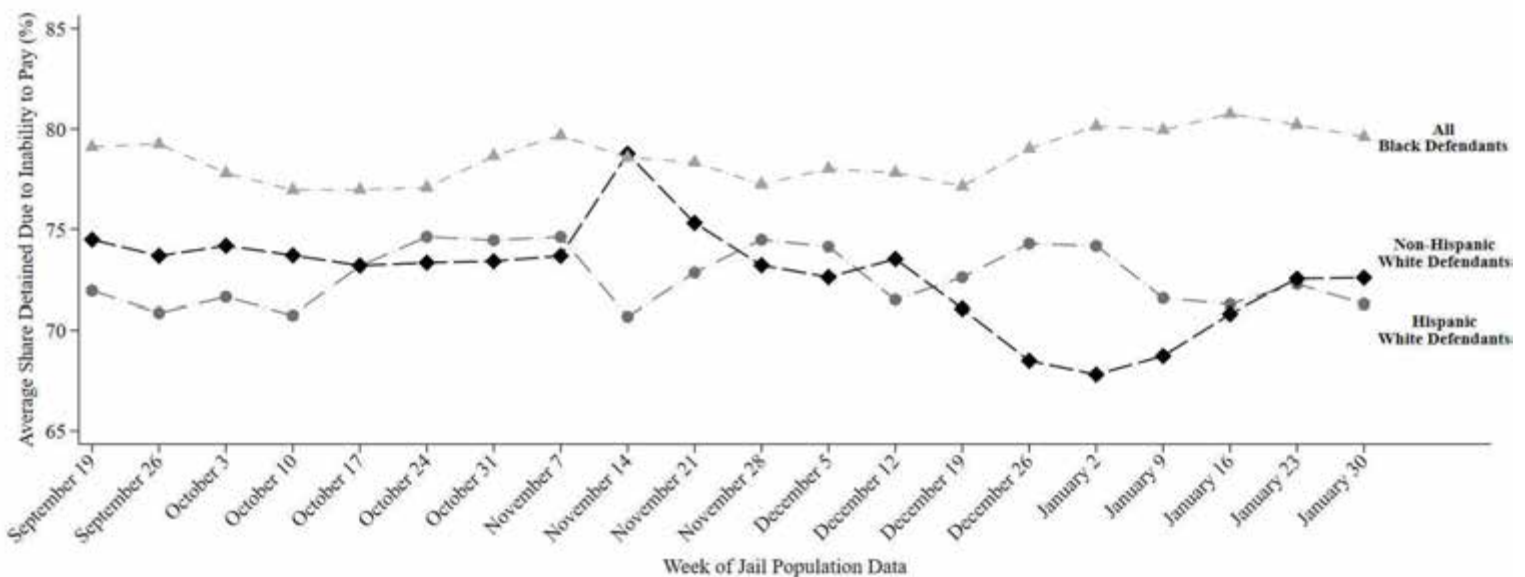 Average Share Detained Due to Inability to Pay (%)
85
80
75
70
65
All
Black Defendants
Non-Hispanic
White Defendants
Hispanic
White Defendants
September 19
September 26
October 3
October 10
October 17
October 24
October 31
November 7
November 14
November 21
November 28
December 5
December 12
December 19
December 26
January 2
January 9
January 16
January 23
January 30
Week of Jail Population Data